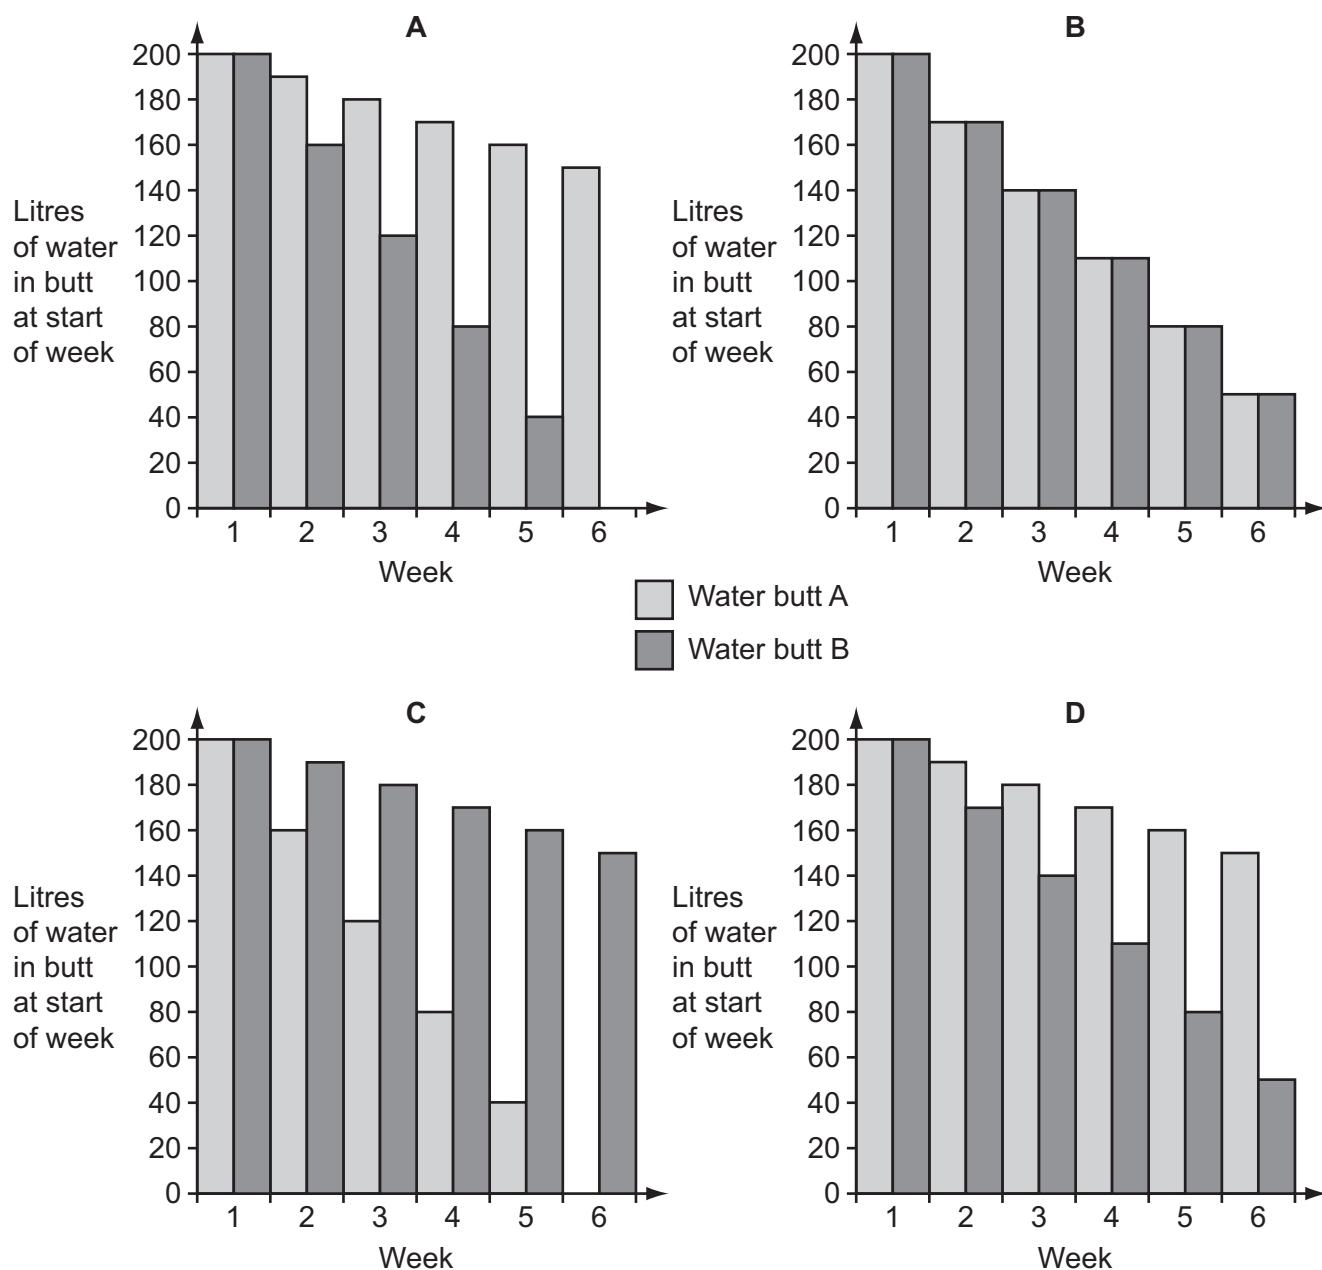 A
200
180
160
140
120
100
80
60
40
20
0
Litres
of water
in butt
at start
of week
1 2 3 4 5 6
Week
B
200
180
160
140
120
100
80
60
40
20
0
Litres
of water
in butt
at start
of week
1 2 3 4 5 6
Week
Water butt A
Water butt B
C
200
180
160
140
120
100
80
60
40
20
0
Litres
of water
in butt
at start
of week
1 2 3 4 5 6
Week
D
200
180
160
140
120
100
80
60
40
20
0
Litres
of water
in butt
at start
of week
1 2 3 4 5 6
Week